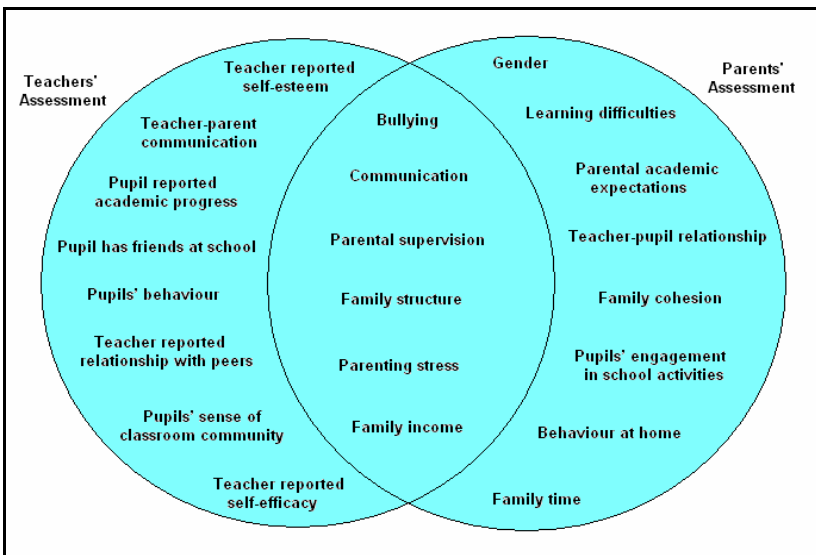 Teachers'
Assessment
Teacher reported
self-esteem
Teacher-parent
communication
Pupil reported
academic progress
Pupil has friends at school
Pupils' behaviour
Teacher reported
relationship with peers
Pupils' sense of
classroom community
Teacher reported
self-efficacy
Bullying
Communication
Parental supervision
Family structure
Parenting stress
Family income
Parents'
Assessment
Gender
Learning difficulties
Parental academic
expectations
Teacher-pupil relationship
Family cohesion
Pupils' engagement
in school activities
Behaviour at home
Family time